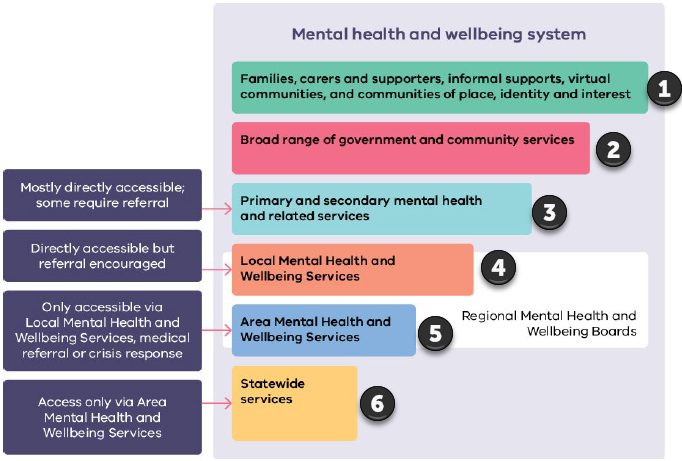 Mental health and wellbeing system
Families, carers and supporters, informal supports, virtual
communities, and communities of place, identity and interest
1
Broad range of government and community services
2
Mostly directly accessible;
some require referral
Primary and secondary mental health
and related services
3
Directly accessible but
referral encouraged
Local Mental Health and
Wellbeing Services
4
Only accessible via
Local Mental Health and
Wellbeing Services, medical
referral or crisis response
Area Mental Health and
Wellbeing Services
5
Regional Mental Health and
Wellbeing Boards
Access only via Area
Mental Health and
Wellbeing Services
Statewide
services
6